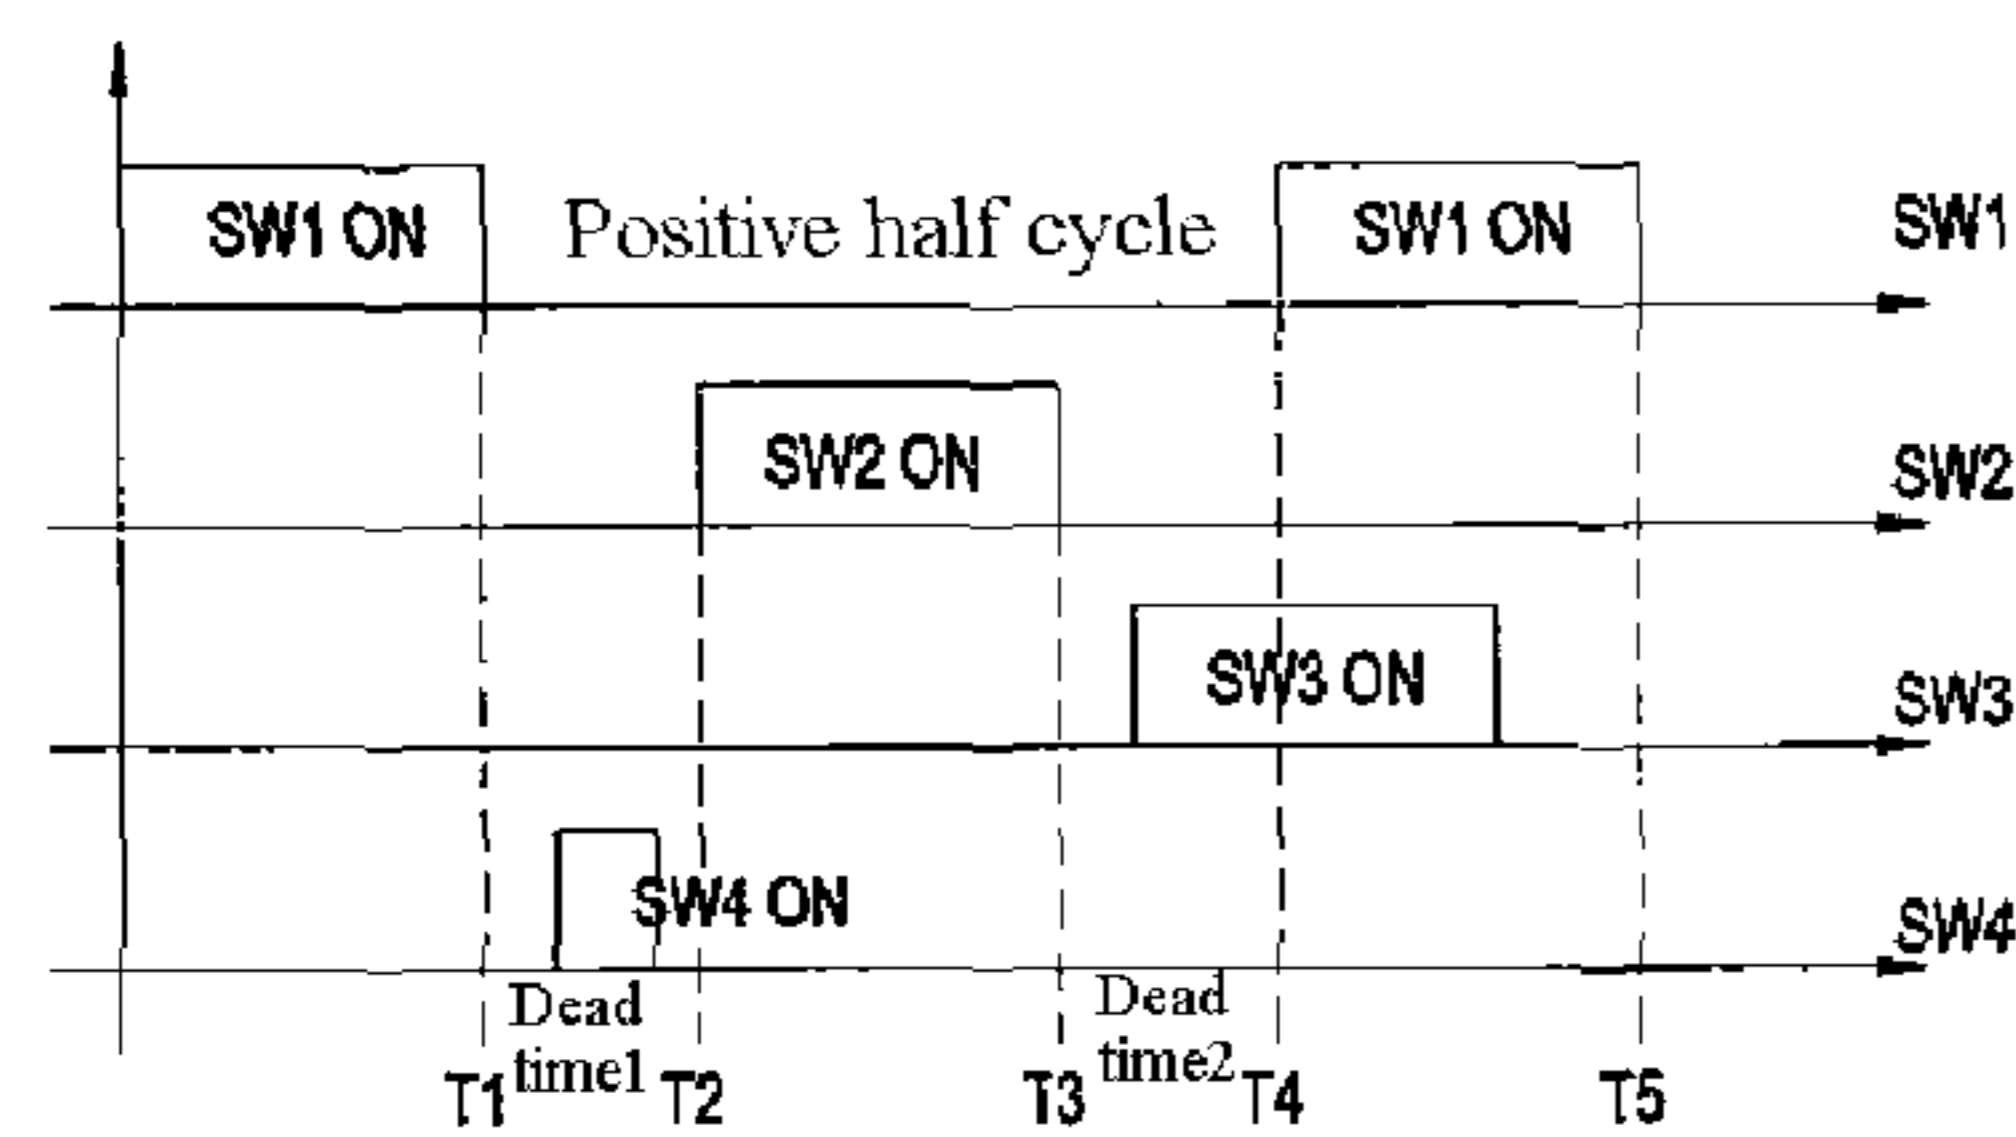 SW1 ON Positive half cycle SW1 ON SW1
SW2 ON SW2
SW3 ON SW3
SW4 ON SW4
Dead time1
Dead time2
T1 T2 T3 T4 T5